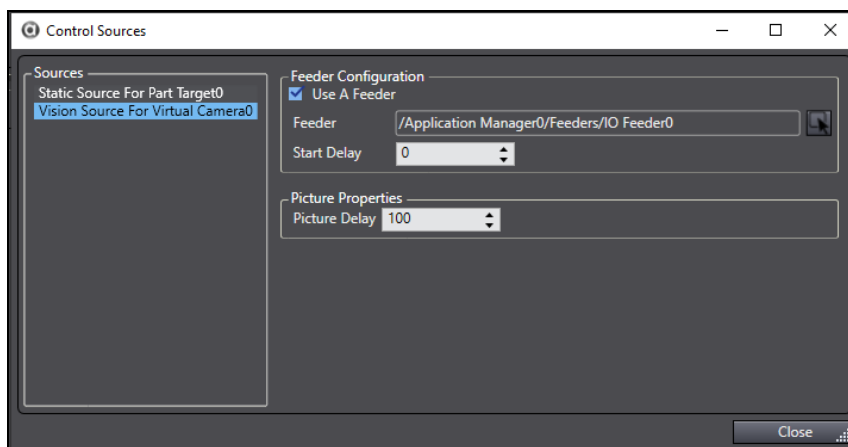 Control Sources
Sources
Static Source For Part Target0
Vision Source For Virtual Camera0
Feeder Configuration
Use A Feeder
Feeder /Application Manager0/Feeders/IO Feeder0
Start Delay 0
Picture Properties
Picture Delay 100
Close